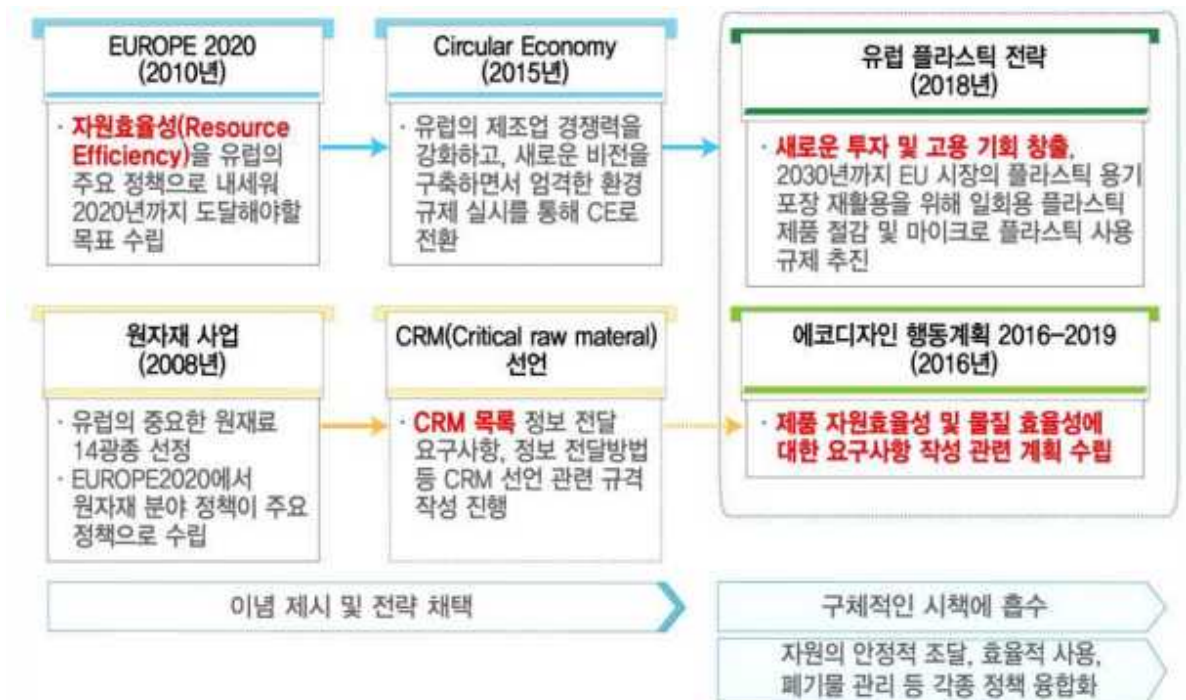 EUROPE 2020
(2010년)
· 자원효율성(Resource
Efficiency)을 유럽의
주요 정책으로 내세워
2020년까지 도달해야할
목표 수립
Circular Economy
(2015년)
· 유럽의 제조업 경쟁력을
강화하고, 새로운 비전을
구축하면서 엄격한 환경
규제 실시를 통해 CE로
전환
유럽 플라스틱 전략
(2018년)
· 새로운 투자 및 고용 기회 창출,
2030년까지 EU 시장의 플라스틱 용기
포장 재활용을 위해 일회용 플라스틱
제품 절감 및 마이크로 플라스틱 사용
규제 추진
원자재 사업
(2008년)
· 유럽의 중요한 원재료
14광종 선정
· EUROPE2020에서
원자재 분야 정책이 주요
정책으로 수립
CRM(Critical raw materal)
선언
· CRM 목록 정보 전달
요구사항, 정보 전달방법
등 CRM 선언 관련 규격
작성 진행
에코디자인 행동계획 2016–2019
(2016년)
· 제품 자원효율성 및 물질 효율성에
대한 요구사항 작성 관련 계획 수립
이념 제시 및 전략 채택
구체적인 시책에 흡수
자원의 안정적 조달, 효율적 사용,
폐기물 관리 등 각종 정책 융합화